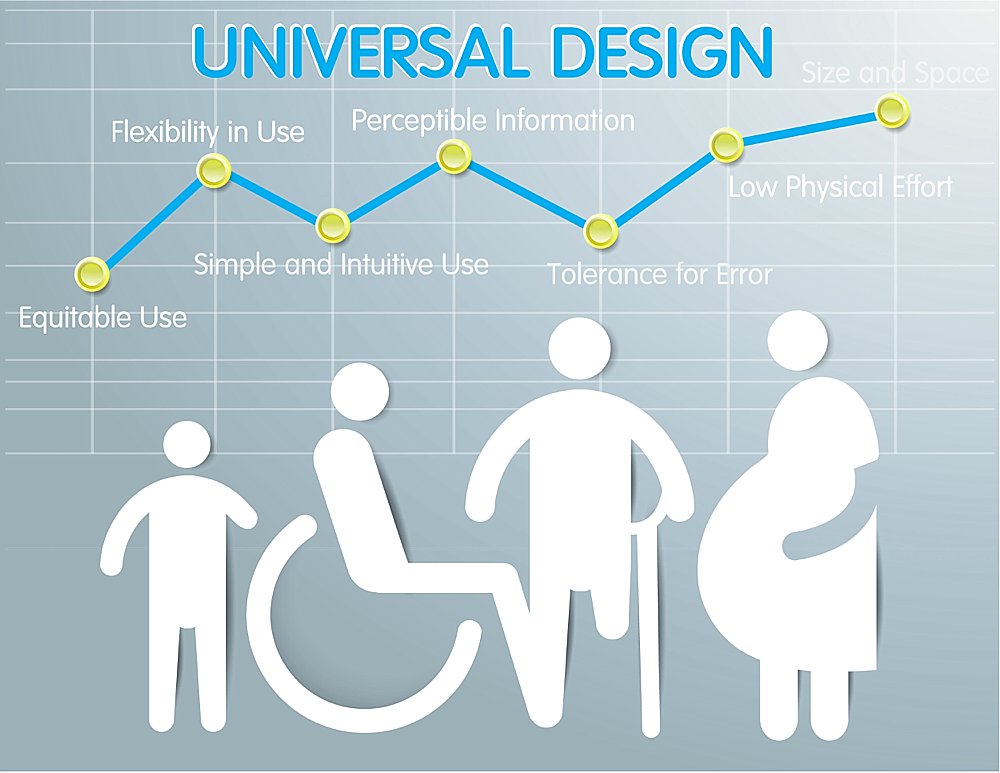 UNIVERSAL DESIGN
Size and Space
Perceptible Information
Flexibility in Use
Low Physical Effort
Simple and Intuitive Use
Tolerance for Error
Equitable Use